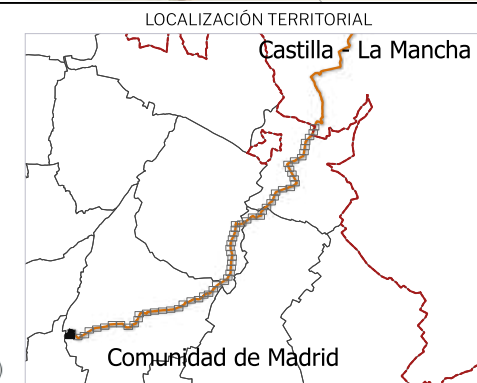 LOCALIZACIÓN TERRITORIAL
Castilla - La Mancha
Comunidad de Madrid